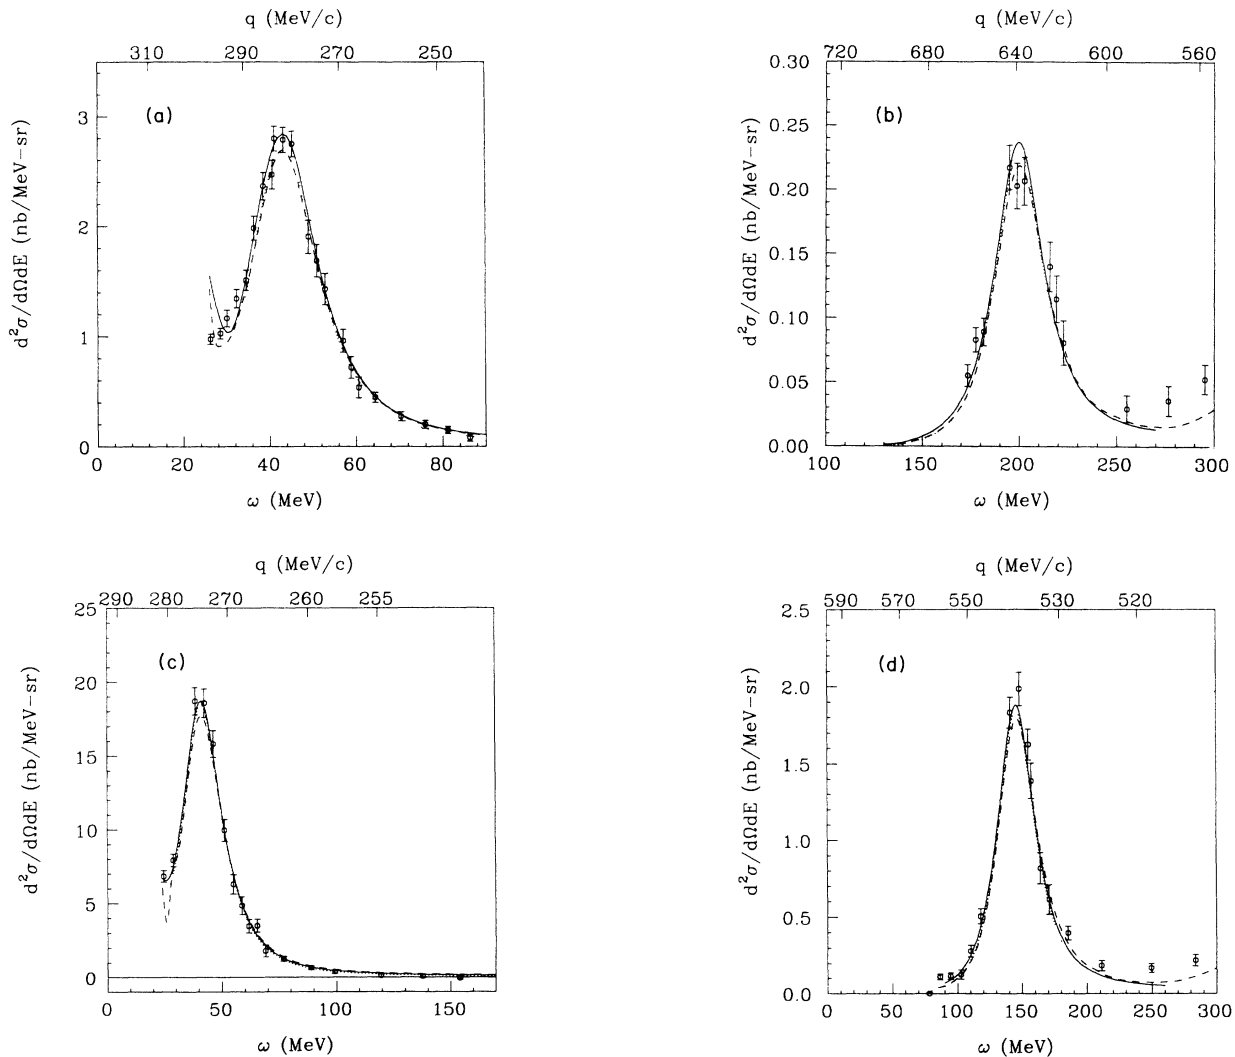 q (MeV/c)
310 290 270 250
(a)
d²σ/dΩdE (nb/MeV-sr)
3
2
1
0
0 20 40 60 80
ω (MeV)
q (MeV/c)
720 680 640 600 560
(b)
d²σ/dΩdE (nb/MeV-sr)
0.30
0.25
0.20
0.15
0.10
0.05
0.00
100 150 200 250 300
ω (MeV)
q (MeV/c)
290 280 270 260 255
(c)
d²σ/dΩdE (nb/MeV-sr)
25
20
15
10
5
0
0 50 100 150
ω (MeV)
q (MeV/c)
590 570 550 530 520
(d)
d²σ/dΩdE (nb/MeV-sr)
2.5
2.0
1.5
1.0
0.5
0.0
0 50 100 150 200 250 300
ω (MeV)